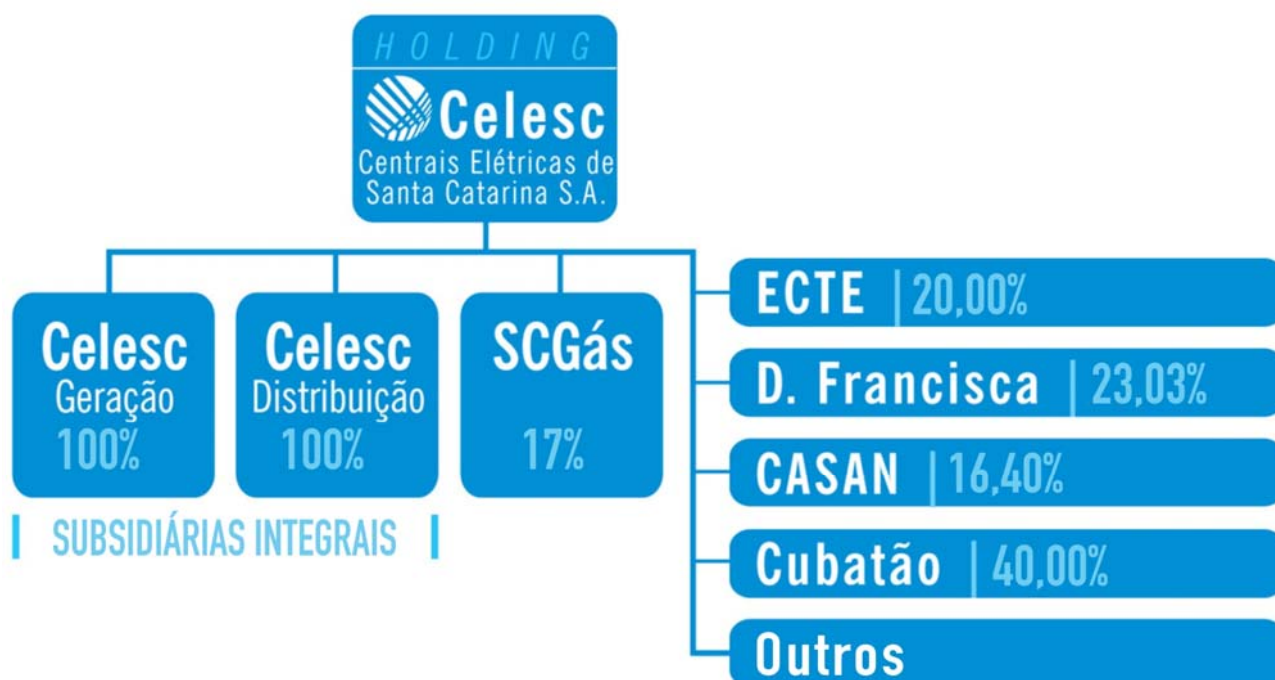 HOLDING
Celesc
Centrais Elétricas de
Santa Catarina S.A.
Celesc
Geração
100%
Celesc
Distribuição
100%
SCGás
17%
SUBSIDIÁRIAS INTEGRAIS
ECTE | 20,00%
D. Francisca | 23,03%
CASAN | 16,40%
Cubatão | 40,00%
Outros